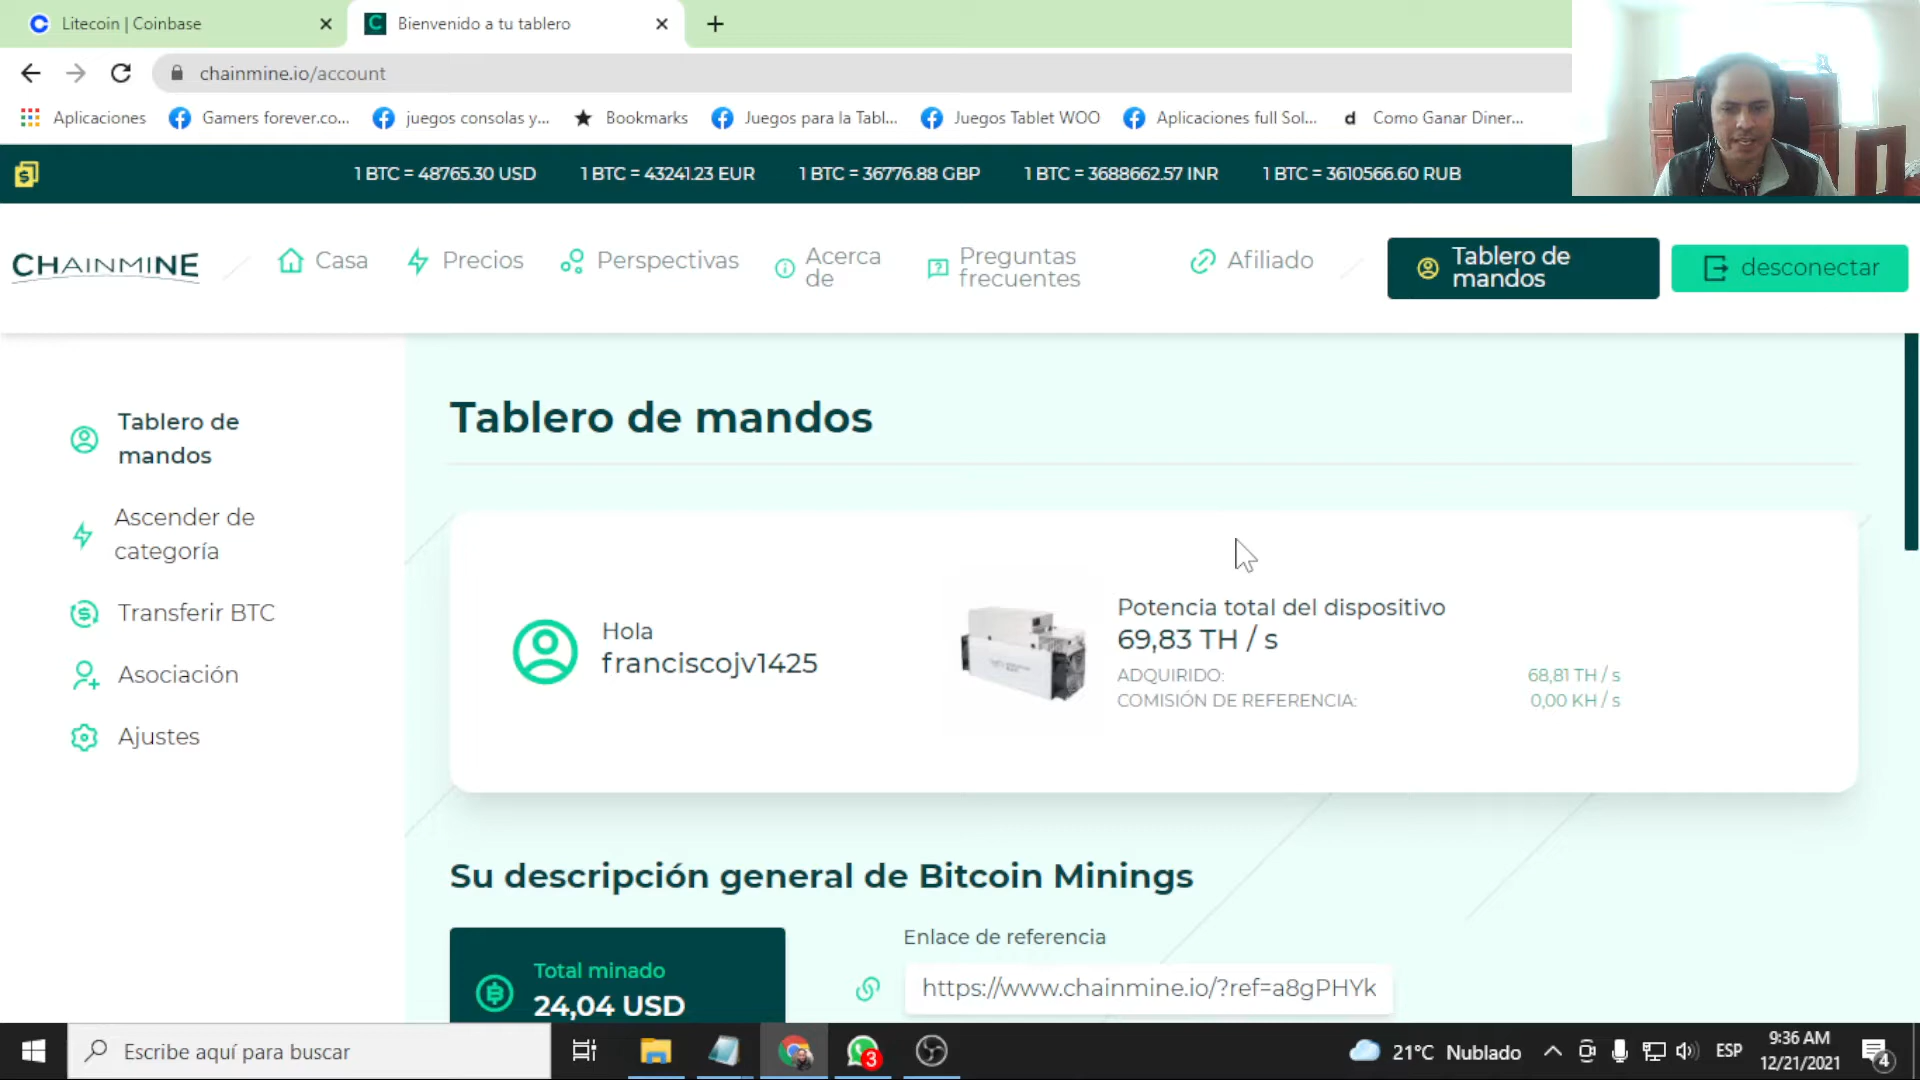 Litecoin | Coinbase
Bienvenido a tu tablero
chainmine.io/account
Aplicaciones
Gamers forever.co...
juegos consolas y...
Bookmarks
Juegos para la Tabl...
Juegos Tablet WOO
Aplicaciones full Sol...
d Como Ganar Diner...
1 BTC = 48765.30 USD
1 BTC = 43241.23 EUR
1 BTC = 36776.88 GBP
1 BTC = 3688662.57 INR
1 BTC = 3610566.60 RUB
CHAINMINE
Casa
Precios
Perspectivas
Acerca
de
Preguntas
frecuentes
Afiliado
Tablero de
mandos
desconectar
Tablero de
mandos
Ascender de
categoría
Transferir BTC
Asociación
Ajustes
Tablero de mandos
Hola
franciscojv1425
Potencia total del dispositivo
69,83 TH / s
ADQUIRIDO: 68,81 TH / s
COMISIÓN DE REFERENCIA: 0,00 KH / s
Su descripción general de Bitcoin Minings
Total minado
24,04 USD
Enlace de referencia
https://www.chainmine.io/?ref=a8gPHYk
Escribe aquí para buscar
3
21°C Nublado
ESP
9:36 AM
12/21/2021
4